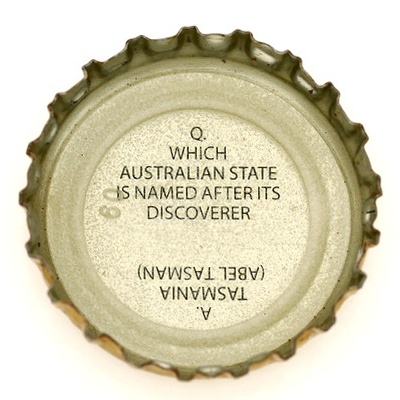 Q.
WHICH
AUSTRALIAN STATE
IS NAMED AFTER ITS
DISCOVERER
A.
TASMANIA
(ABEL TASMAN)
60